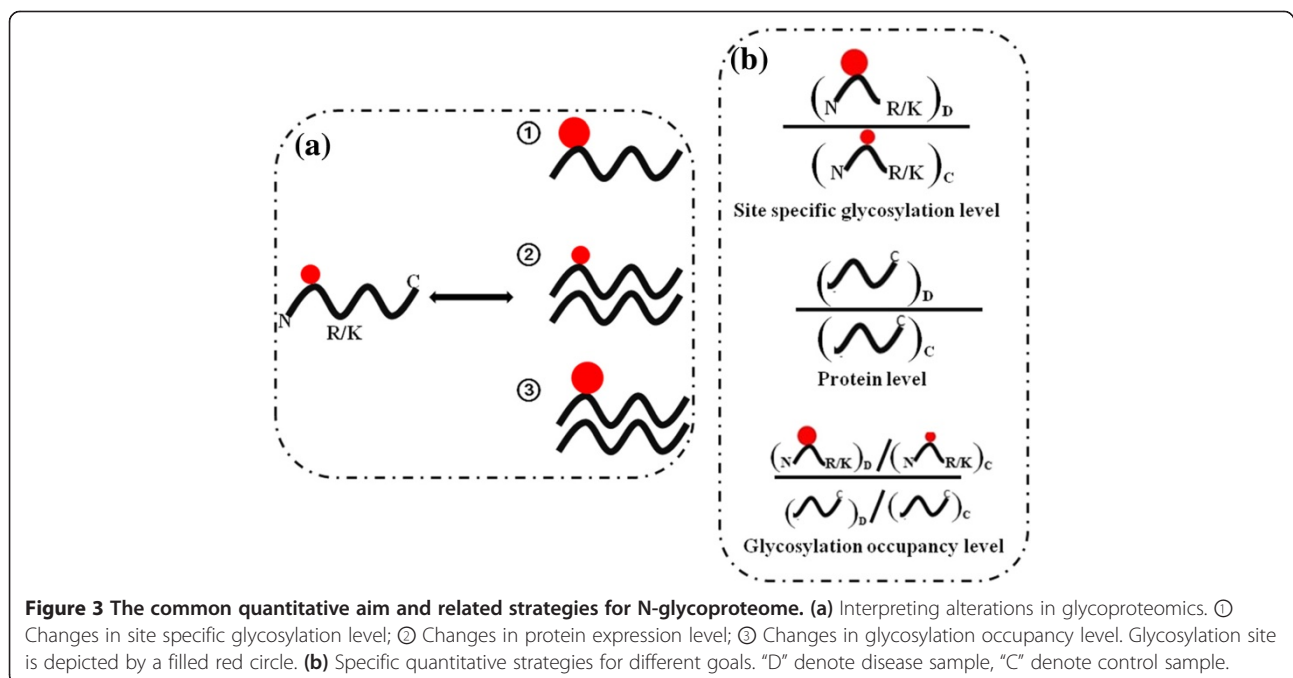 (a)
N
R/K
C
①
②
③
(b)
(N R/K)D
(N R/K)C
Site specific glycosylation level
( C)D
( C)C
Protein level
(N R/K)D/(N R/K)C
( C)D/( C)C
Glycosylation occupancy level
Figure 3 The common quantitative aim and related strategies for N-glycoproteome. (a) Interpreting alterations in glycoproteomics. ①
Changes in site specific glycosylation level; ② Changes in protein expression level; ③ Changes in glycosylation occupancy level. Glycosylation site
is depicted by a filled red circle. (b) Specific quantitative strategies for different goals. “D” denote disease sample, “C” denote control sample.